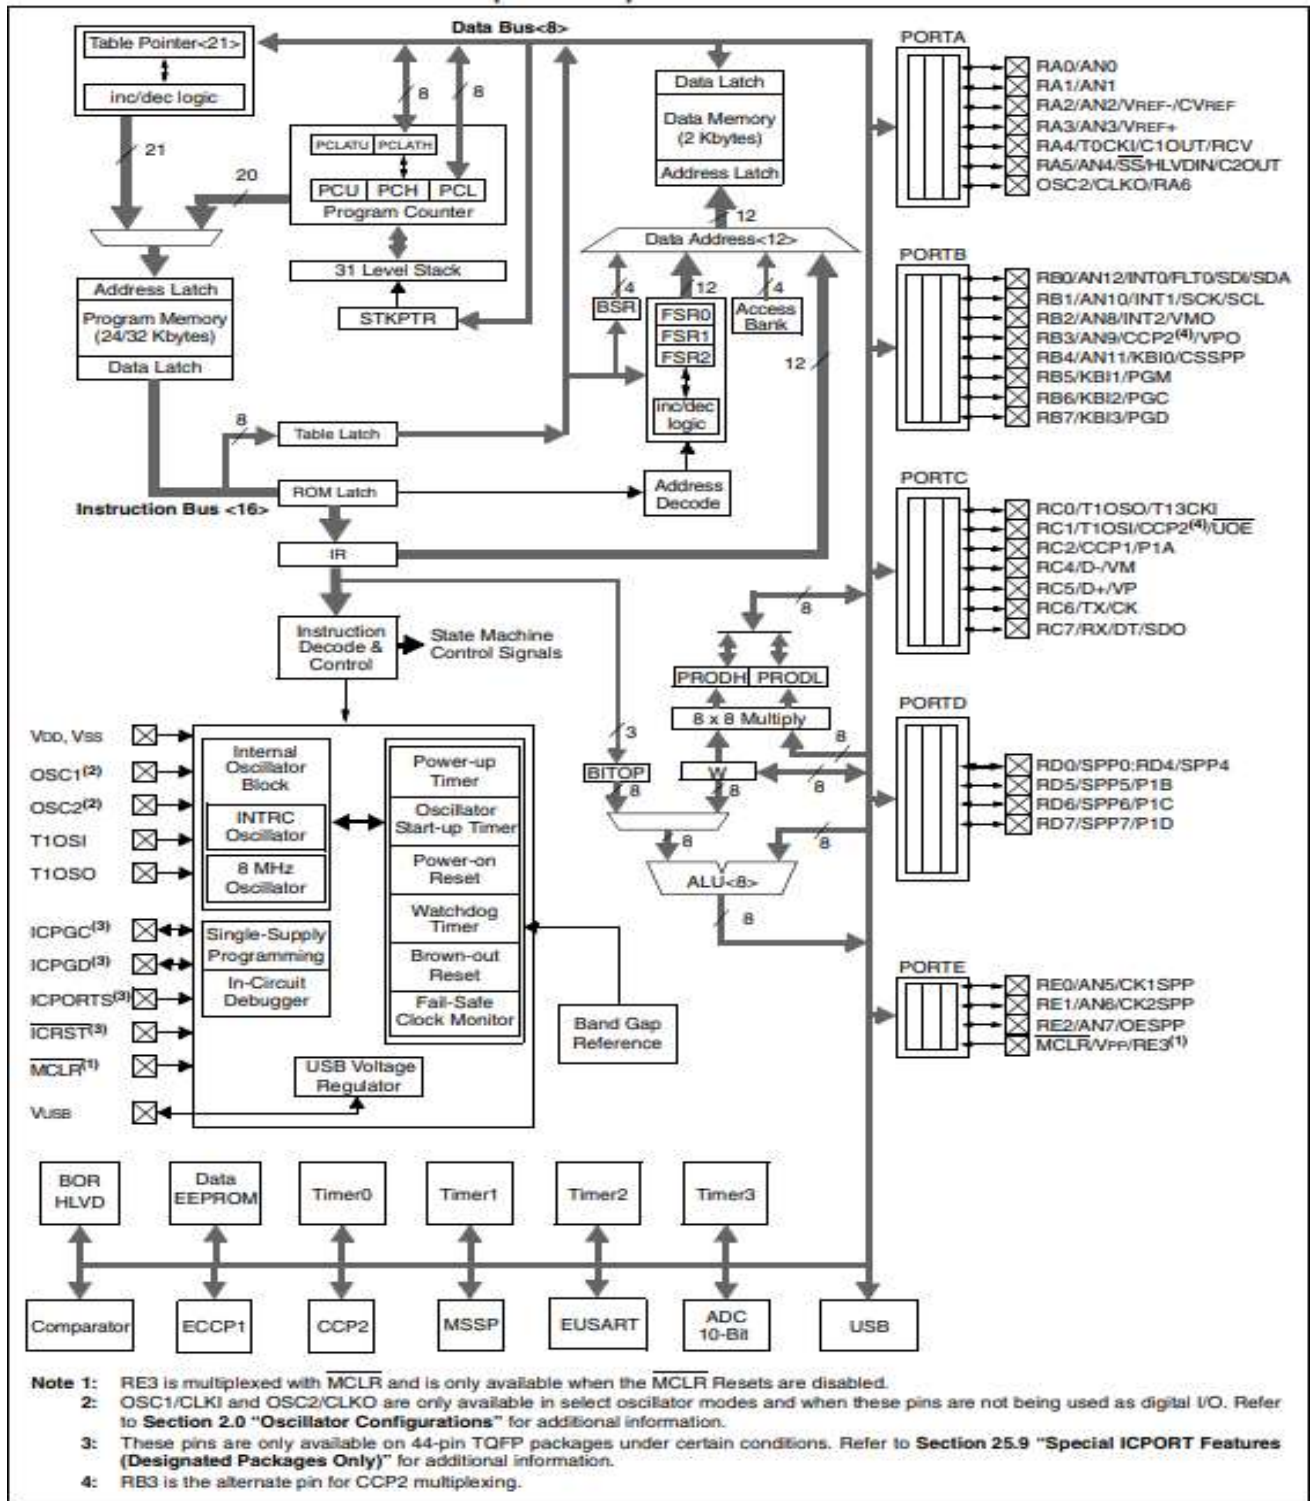 Data Bus<8>
Table Pointer<21>
inc/dec logic
21
20
8
8
PCLATU PCLATH
PCU PCH PCL
Program Counter
31 Level Stack
STKPTR
Address Latch
Program Memory
(24/32 Kbytes)
Data Latch
8
Table Latch
ROM Latch
Instruction Bus <16>
IR
Data Latch
Data Memory
(2 Kbytes)
Address Latch
12
Data Address<12>
4
12
4
BSR
FSR0
FSR1
FSR2
inc/dec
logic
Access
Bank
12
Address
Decode
Instruction
Decode &
Control
State Machine
Control Signals
8
PRODH PRODL
8 x 8 Multiply
3
8
BITOP
W
8
8
8
8
8
ALU<8>
8
VDD, VSS
OSC1(2)
OSC2(2)
T1OSI
T1OSO
ICPGC(3)
ICPGD(3)
ICPORTS(3)
ICRST(3)
MCLR(1)
VUSB
Internal
Oscillator
Block
INTRC
Oscillator
8 MHz
Oscillator
Single-Supply
Programming
In-Circuit
Debugger
Power-up
Timer
Oscillator
Start-up Timer
Power-on
Reset
Watchdog
Timer
Brown-out
Reset
Fail-Safe
Clock Monitor
USB Voltage
Regulator
Band Gap
Reference
PORTA
RA0/AN0
RA1/AN1
RA2/AN2/VREF-/CVREF
RA3/AN3/VREF+
RA4/T0CKI/C1OUT/RCV
RA5/AN4/SS/HLVDIN/C2OUT
OSC2/CLKO/RA6
PORTB
RB0/AN12/INT0/FLT0/SDI/SDA
RB1/AN10/INT1/SCK/SCL
RB2/AN8/INT2/VMO
RB3/AN9/CCP2(4)/VPO
RB4/AN11/KBI0/CSSPP
RB5/KBI1/PGM
RB6/KBI2/PGC
RB7/KBI3/PGD
PORTC
RC0/T1OSO/T13CKI
RC1/T1OSI/CCP2(4)/UOE
RC2/CCP1/P1A
RC4/D-/VM
RC5/D+/VP
RC6/TX/CK
RC7/RX/DT/SDO
PORTD
RD0/SPP0:RD4/SPP4
RD5/SPP5/P1B
RD6/SPP6/P1C
RD7/SPP7/P1D
PORTE
RE0/AN5/CK1SPP
RE1/AN6/CK2SPP
RE2/AN7/OESPP
MCLR/VPP/RE3(1)
BOR
HLVD
Data
EEPROM
Timer0
Timer1
Timer2
Timer3
Comparator
ECCP1
CCP2
MSSP
EUSART
ADC
10-Bit
USB
Note 1: RE3 is multiplexed with MCLR and is only available when the MCLR Resets are disabled.
2: OSC1/CLKI and OSC2/CLKO are only available in select oscillator modes and when these pins are not being used as digital I/O. Refer
to Section 2.0 “Oscillator Configurations” for additional information.
3: These pins are only available on 44-pin TQFP packages under certain conditions. Refer to Section 25.9 “Special ICPORT Features
(Designated Packages Only)” for additional information.
4: RB3 is the alternate pin for CCP2 multiplexing.